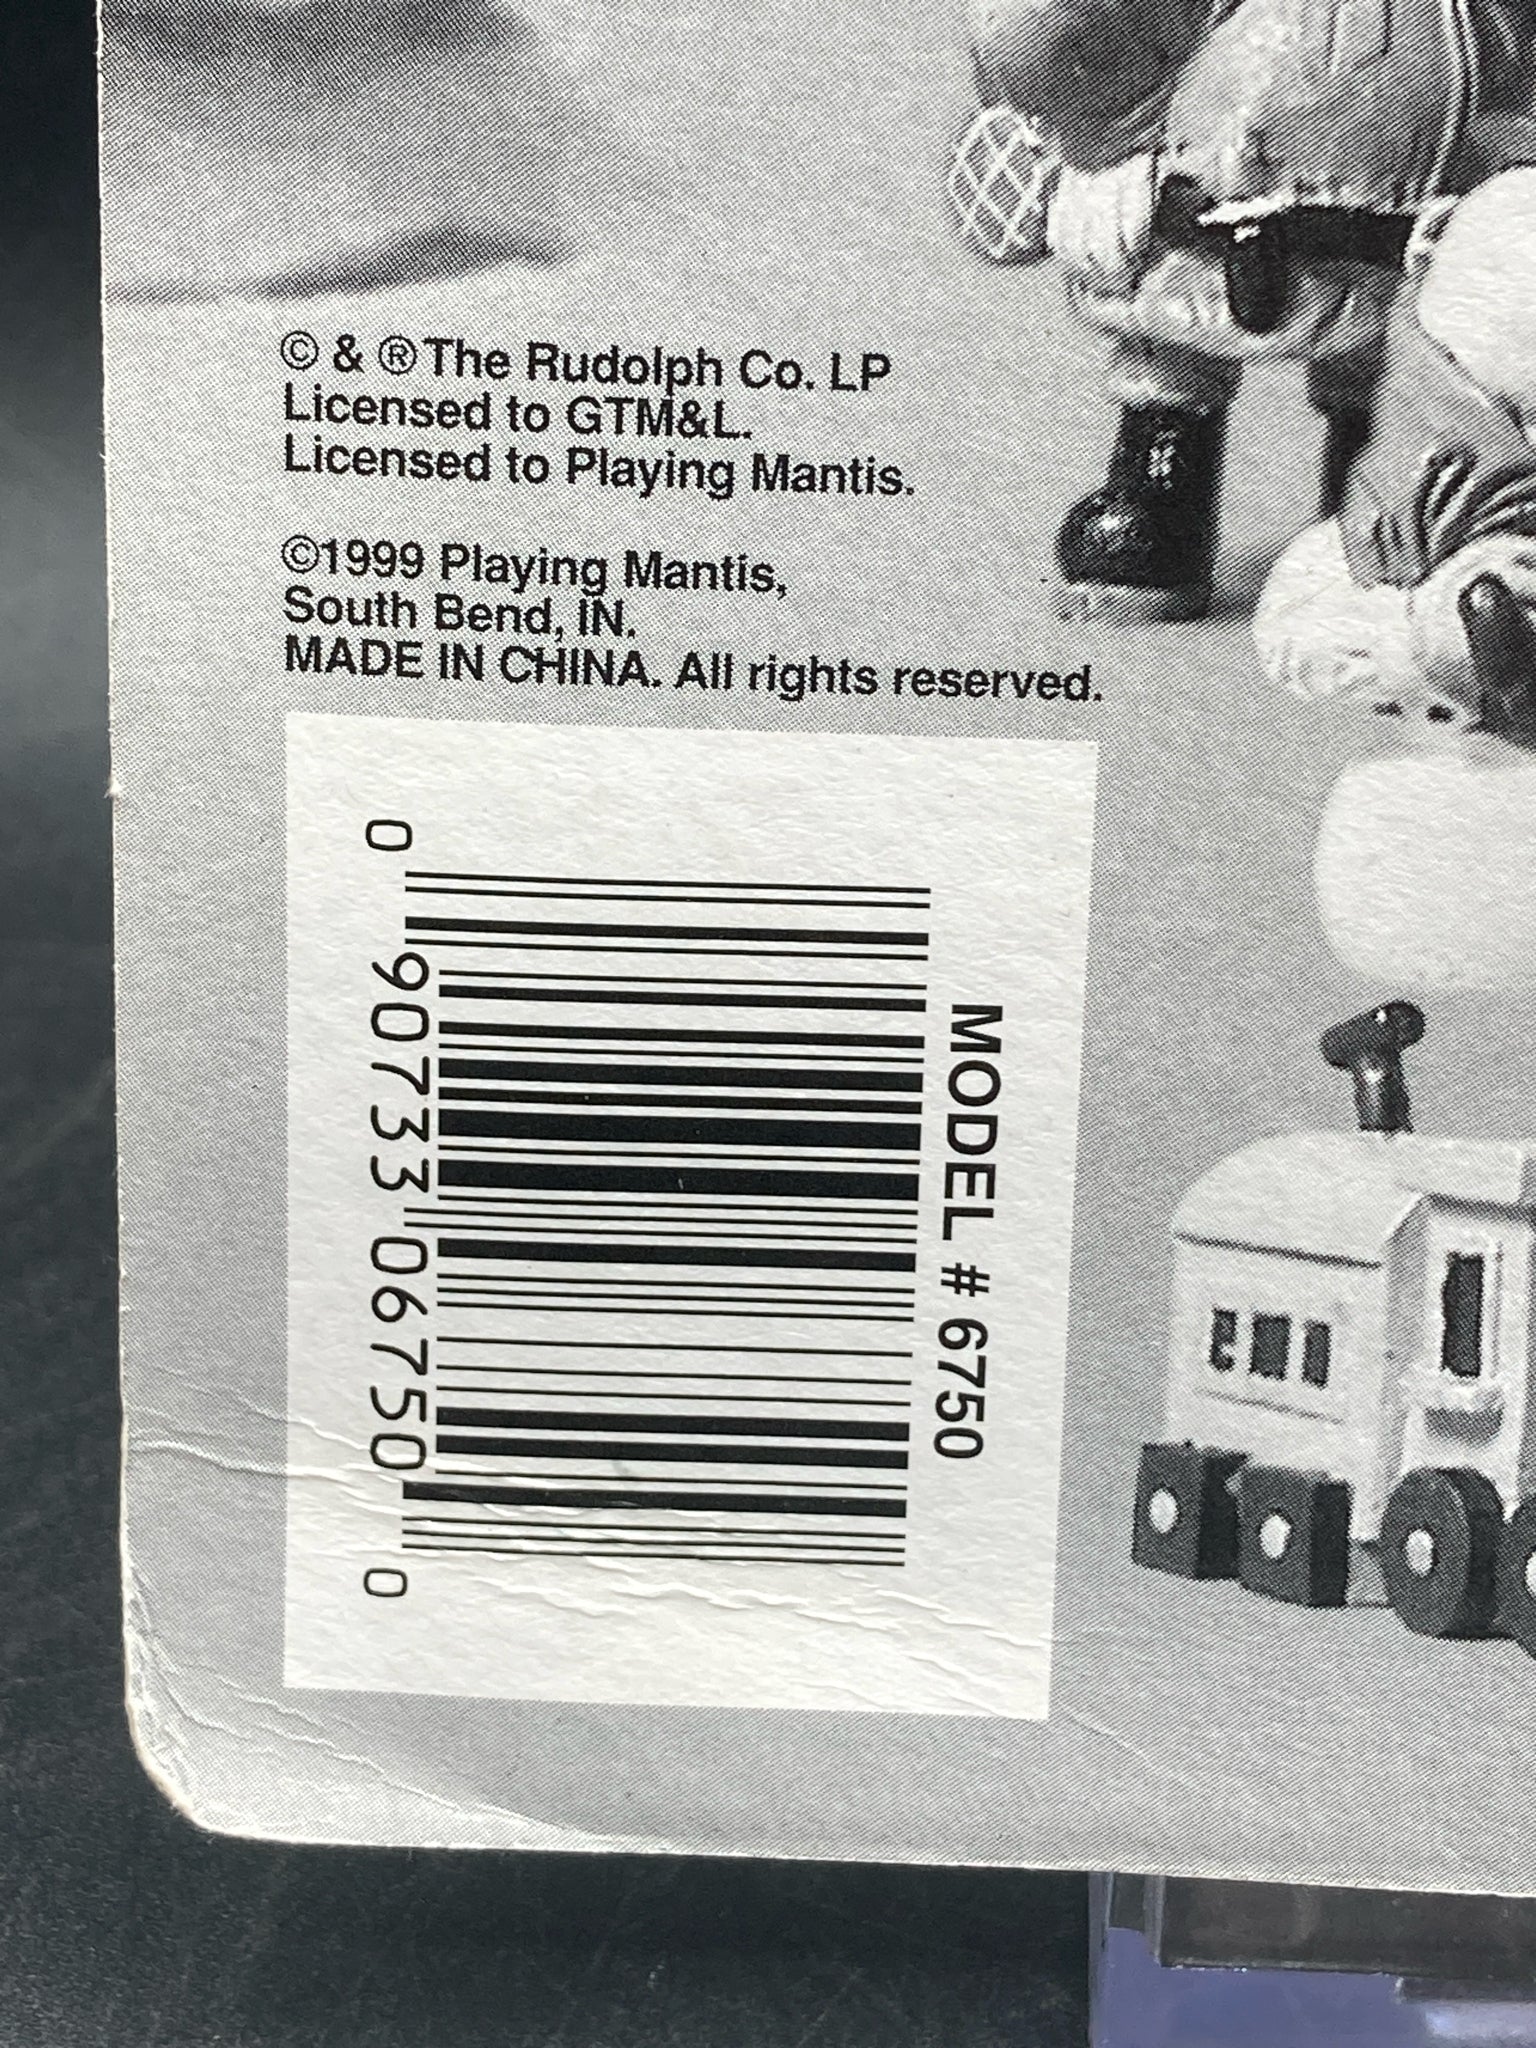 © & ® The Rudolph Co. LP
Licensed to GTM&L.
Licensed to Playing Mantis.
©1999 Playing Mantis,
South Bend, IN.
MADE IN CHINA. All rights reserved.
MODEL # 6750
0 90733 06750 0